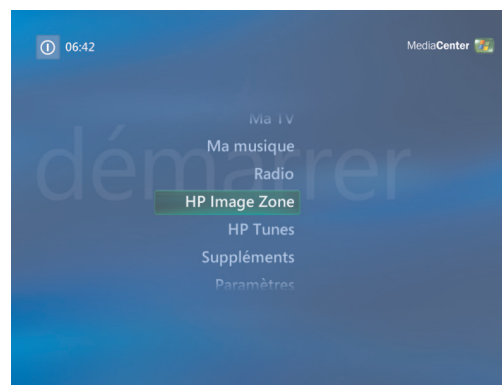 06:42
MediaCenter
démarrer
Ma TV
Ma musique
Radio
HP Image Zone
HP Tunes
Suppléments
Paramètres